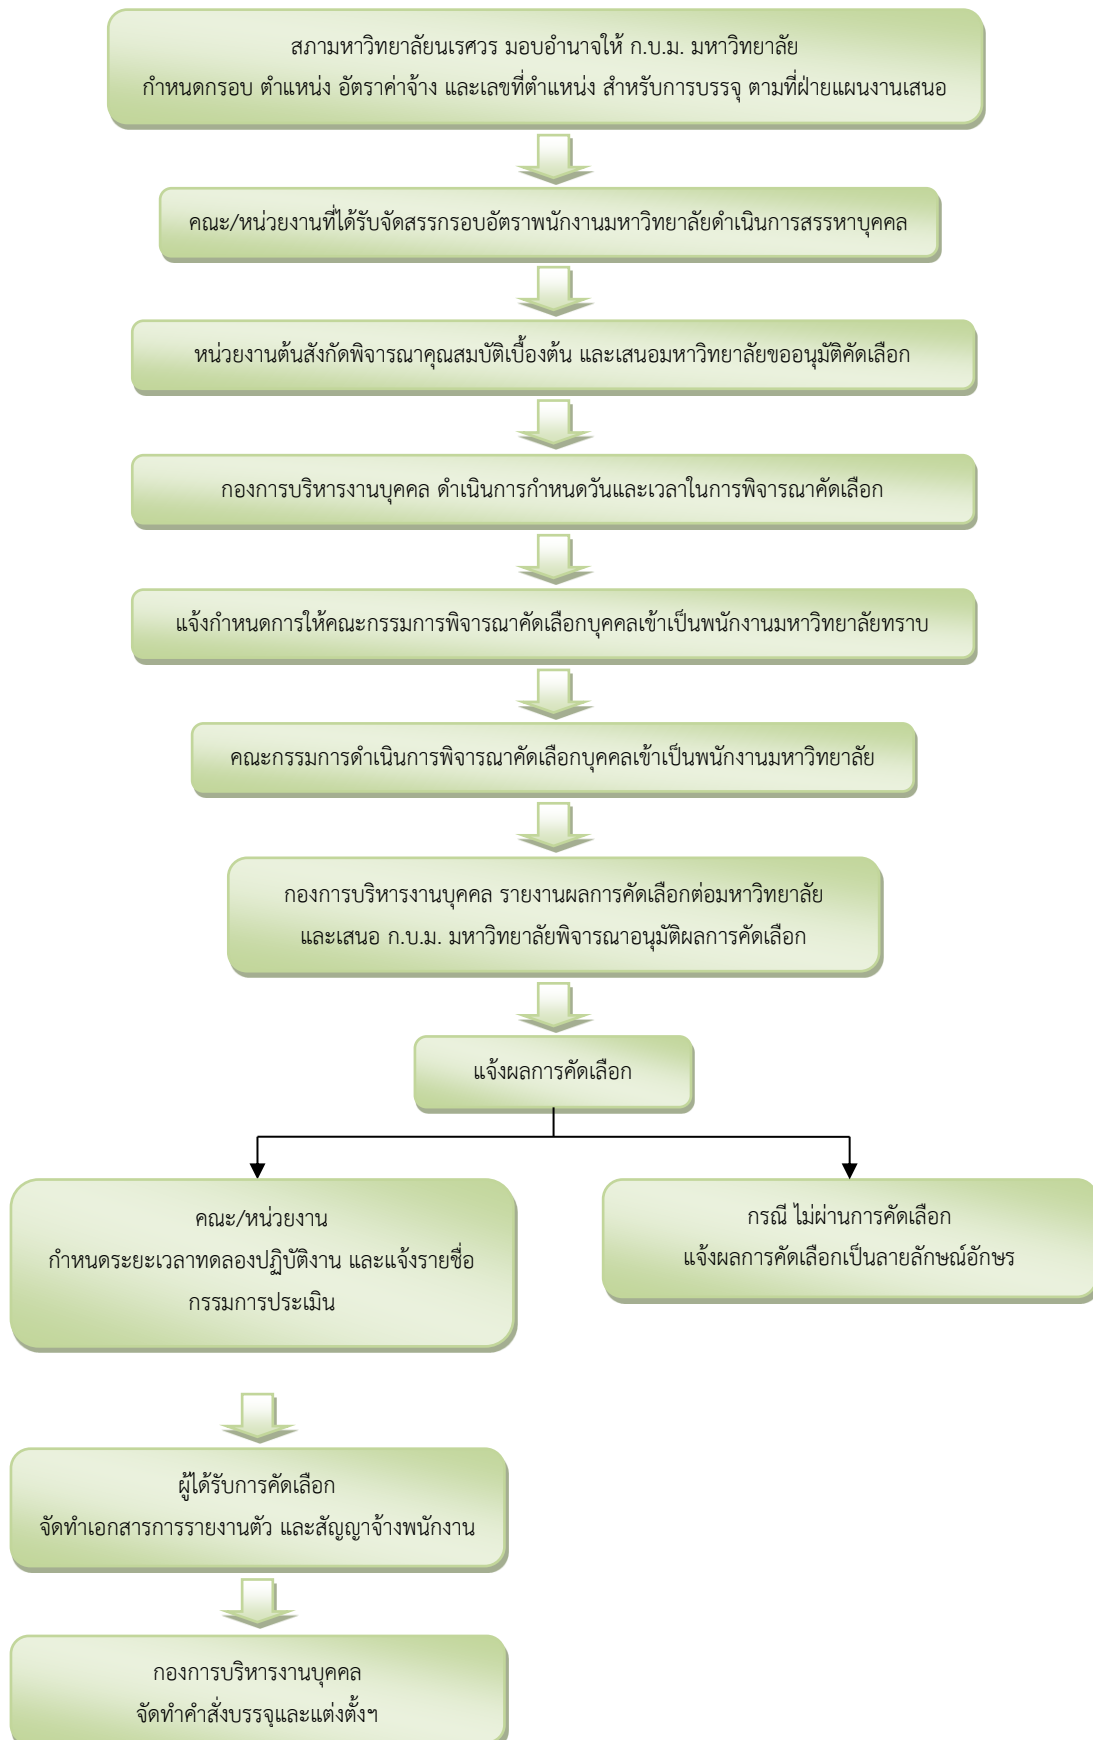 สภามหาวิทยาลัยนเรศวร มอบอำนาจให้ ก.บ.ม. มหาวิทยาลัย
กำหนดกรอบ ตำแหน่ง อัตราค่าจ้าง และเลขที่ตำแหน่ง สำหรับการบรรจุ ตามที่ฝ่ายแผนงานเสนอ
คณะ/หน่วยงานที่ได้รับจัดสรรกรอบอัตราพนักงานมหาวิทยาลัยดำเนินการสรรหาบุคคล
หน่วยงานต้นสังกัดพิจารณาคุณสมบัติเบื้องต้น และเสนอมหาวิทยาลัยขออนุมัติคัดเลือก
กองการบริหารงานบุคคล ดำเนินการกำหนดวันและเวลาในการพิจารณาคัดเลือก
แจ้งกำหนดการให้คณะกรรมการพิจารณาคัดเลือกบุคคลเข้าเป็นพนักงานมหาวิทยาลัยทราบ
คณะกรรมการดำเนินการพิจารณาคัดเลือกบุคคลเข้าเป็นพนักงานมหาวิทยาลัย
กองการบริหารงานบุคคล รายงานผลการคัดเลือกต่อมหาวิทยาลัย
และเสนอ ก.บ.ม. มหาวิทยาลัยพิจารณาอนุมัติผลการคัดเลือก
แจ้งผลการคัดเลือก
คณะ/หน่วยงาน
กำหนดระยะเวลาทดลองปฏิบัติงาน และแจ้งรายชื่อ
กรรมการประเมิน
กรณี ไม่ผ่านการคัดเลือก
แจ้งผลการคัดเลือกเป็นลายลักษณ์อักษร
ผู้ได้รับการคัดเลือก
จัดทำเอกสารการรายงานตัว และสัญญาจ้างพนักงาน
กองการบริหารงานบุคคล
จัดทำคำสั่งบรรจุและแต่งตั้งฯ